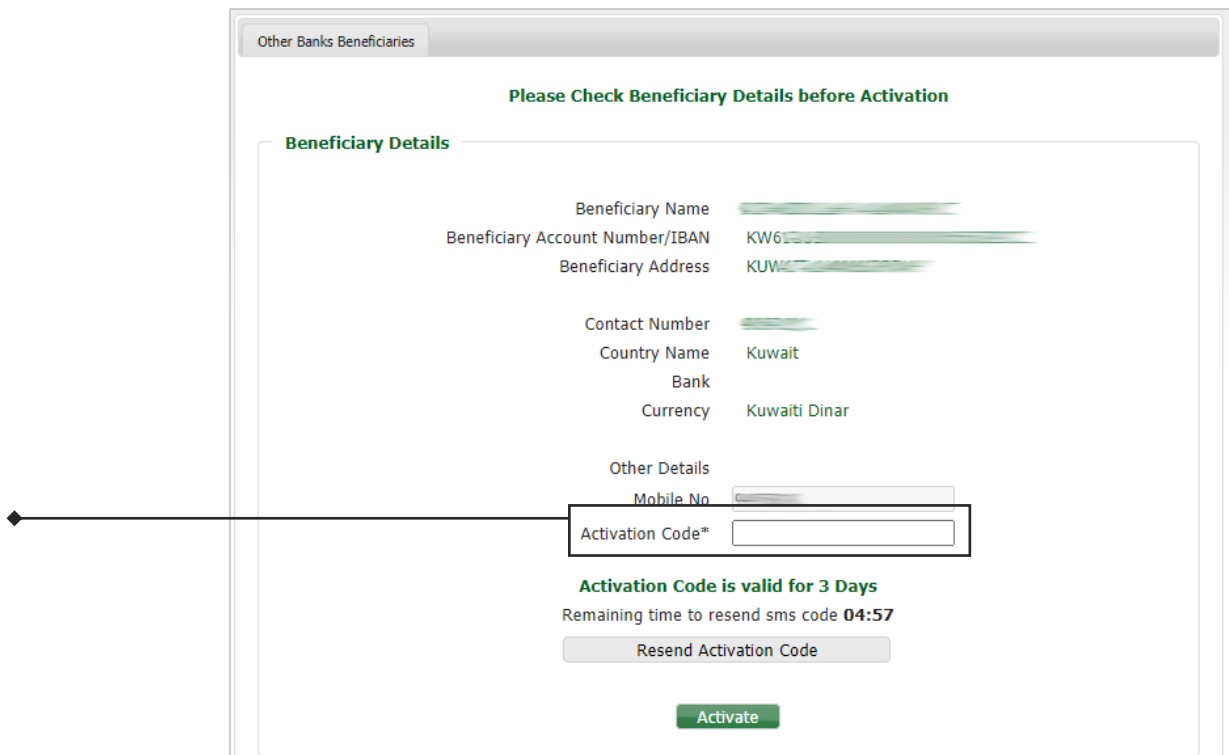 Other Banks Beneficiaries
Please Check Beneficiary Details before Activation
Beneficiary Details
Beneficiary Name
Beneficiary Account Number/IBAN
Beneficiary Address
Contact Number
Country Name Kuwait
Bank
Currency Kuwaiti Dinar
Other Details
Mobile No
Activation Code*
Activation Code is valid for 3 Days
Remaining time to resend sms code 04:57
Resend Activation Code
Activate